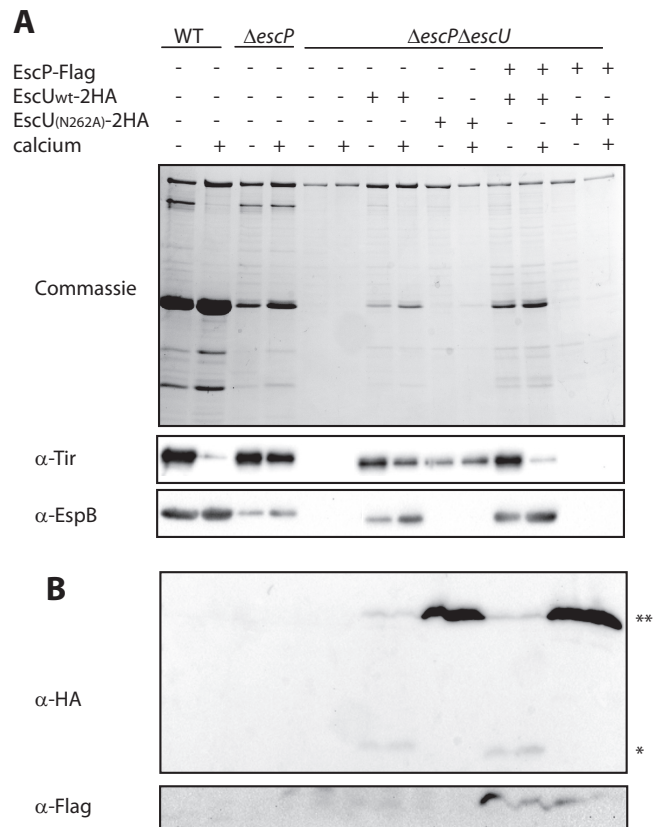 A
WT ΔescP ΔescPΔescU
EscP-Flag - - - - - - - - - - + + + +
EscUwt-2HA - - - - - - + + - - + + - -
EscU(N262A)-2HA - - - - - - - - + + - - + +
calcium - + - + - + - + - + - + - +
Commassie
α-Tir
α-EspB
B
**
α-HA
*
α-Flag